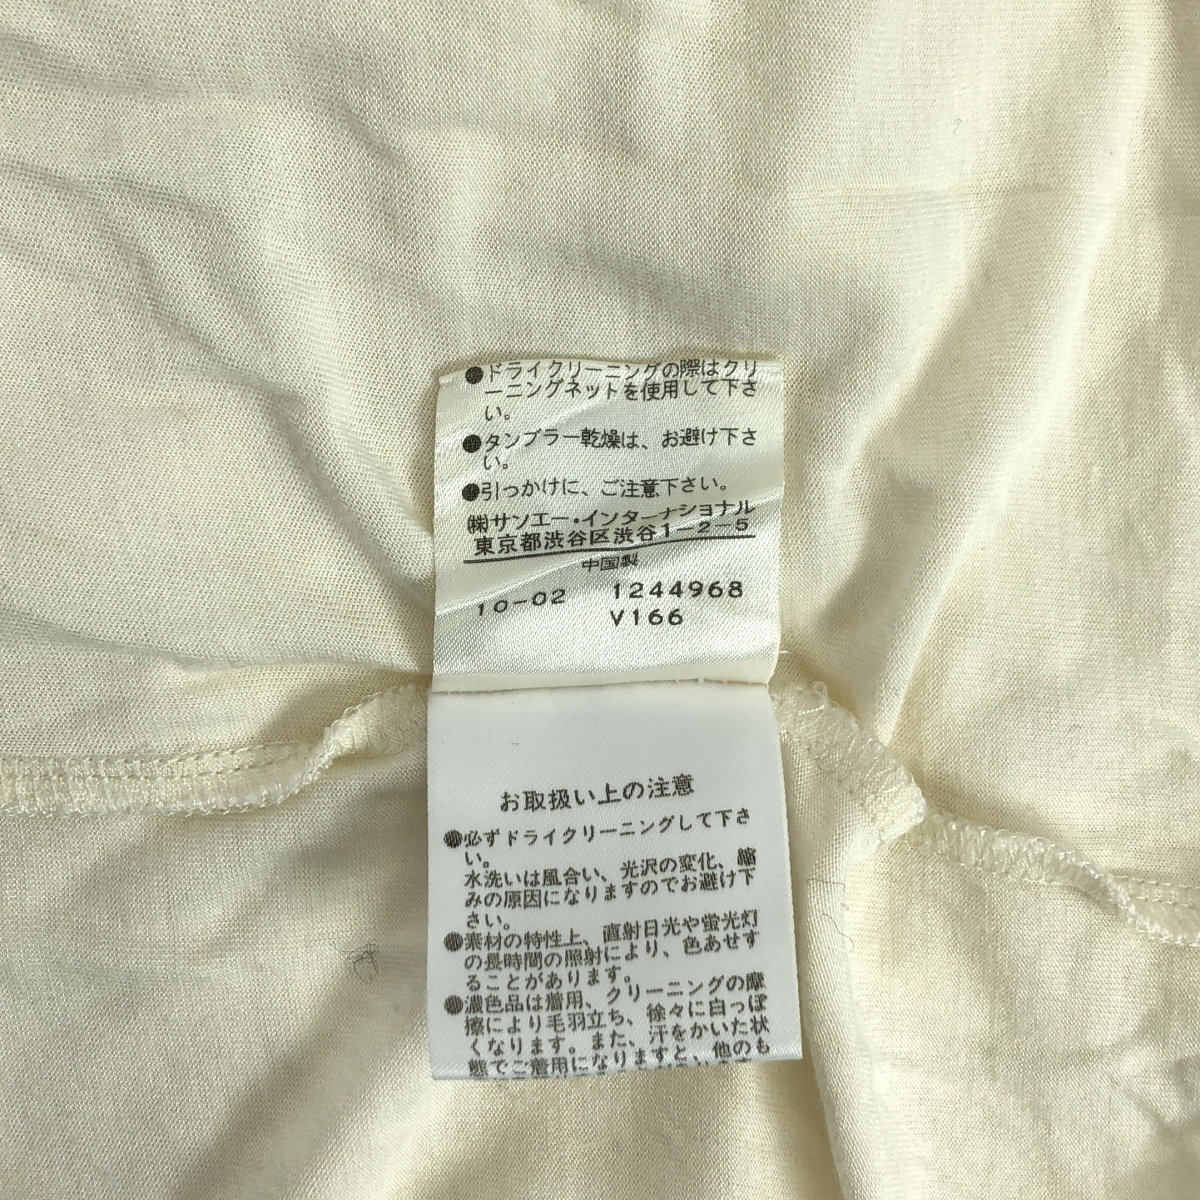 ●ドライクリーニングの際はクリ
ーニングネットを使用して下さ
い。
●タンブラー乾燥は、お避け下さ
い。
●引っかけに、ご注意下さい。
㈱サンエー・インターナショナル
東京都渋谷区渋谷1-2-5
中国製
10-02 1244968
V166
お取扱い上の注意
●必ずドライクリーニングして下さ
い。
水洗いは風合い、光沢の変化、縮
みの原因になりますのでお避け下
さい。
●素材の特性上、直射日光や蛍光灯
の長時間の照射により、色あせす
ることがあります。
●濃色品は着用、クリーニングの摩
擦により毛羽立ち、徐々に白っぽ
くなります。また、汗をかいた状
態でご着用になりますと、他のも